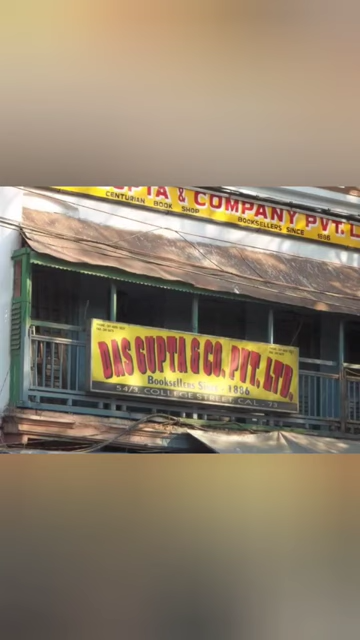 GUPTA & COMPANY PVT. L
CENTURIAN BOOK SHOP BOOKSELLERS SINCE 1886
DAS GUPTA & CO. PVT. LTD.
Booksellers Since 1886
54/3 COLLEGE STREET CAL - 73